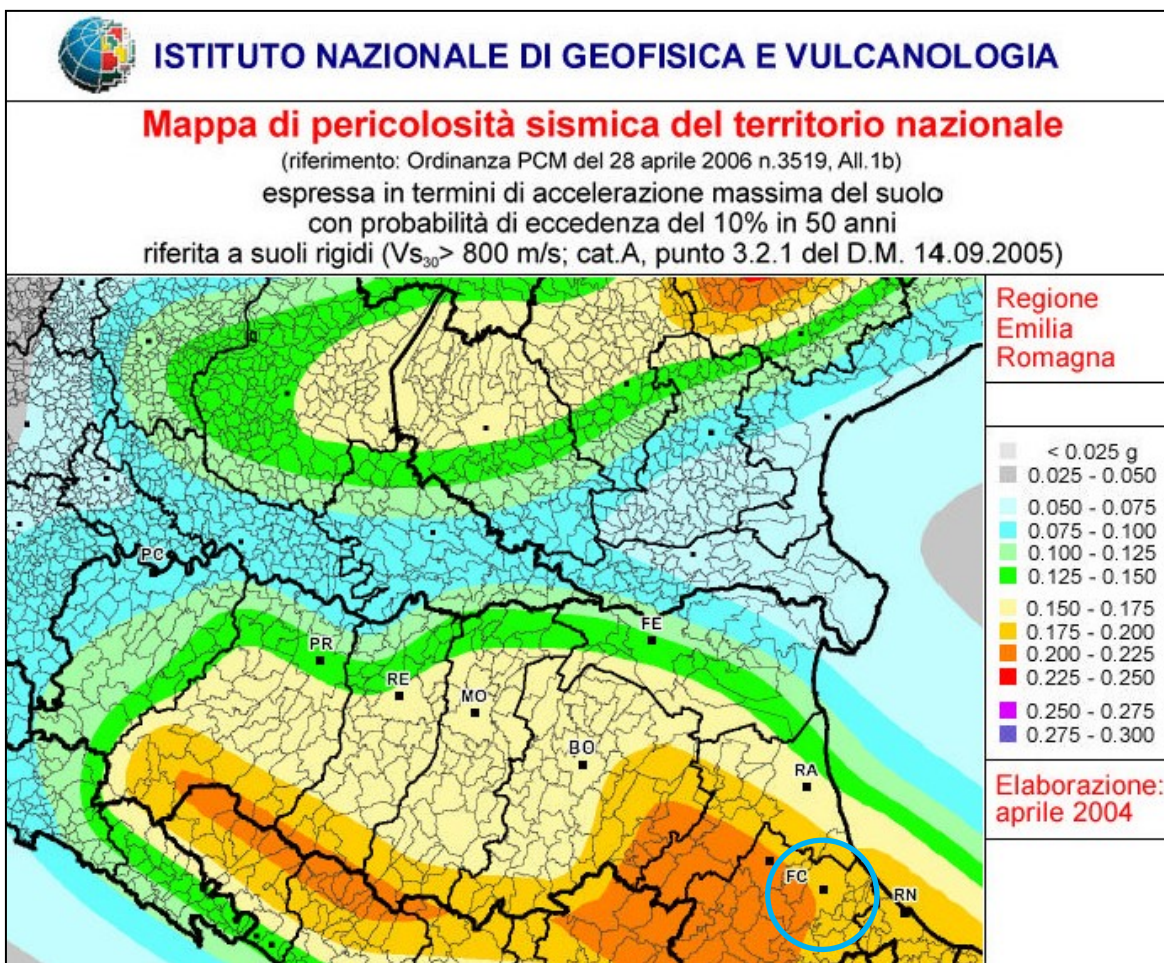 ISTITUTO NAZIONALE DI GEOFISICA E VULCANOLOGIA
Mappa di pericolosità sismica del territorio nazionale
(riferimento: Ordinanza PCM del 28 aprile 2006 n.3519, All.1b)
espressa in termini di accelerazione massima del suolo
con probabilità di eccedenza del 10% in 50 anni
riferita a suoli rigidi (Vs₃₀> 800 m/s; cat.A, punto 3.2.1 del D.M. 14.09.2005)
Regione
Emilia
Romagna
< 0.025 g
0.025 - 0.050
0.050 - 0.075
0.075 - 0.100
0.100 - 0.125
0.125 - 0.150
0.150 - 0.175
0.175 - 0.200
0.200 - 0.225
0.225 - 0.250
0.250 - 0.275
0.275 - 0.300
Elaborazione:
aprile 2004
PC
PR
RE
MO
FE
BO
RA
FC
RN